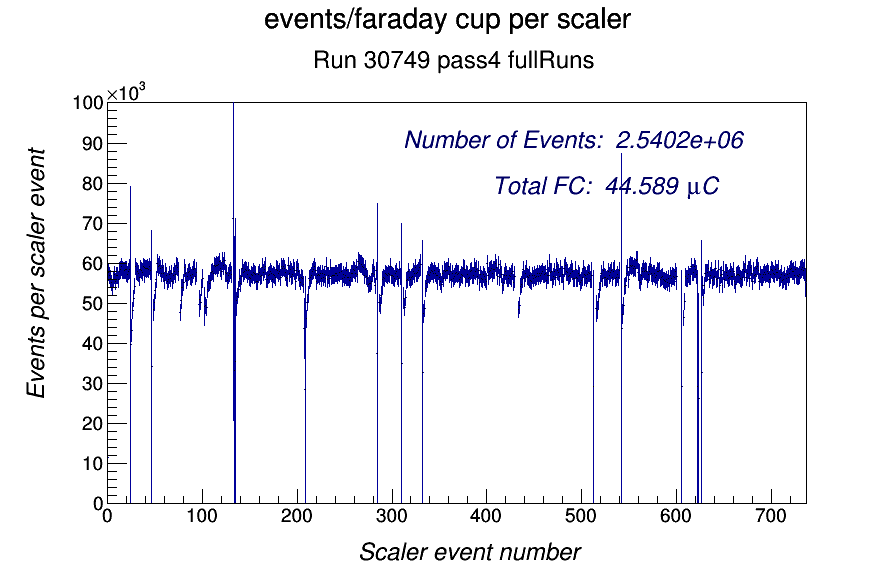 events/faraday cup per scaler
Run 30749 pass4 fullRuns
×10³
100
90
80
70
60
50
40
30
20
10
0
Events per scaler event
Number of Events: 2.5402e+06
Total FC: 44.589 μC
0 100 200 300 400 500 600 700
Scaler event number